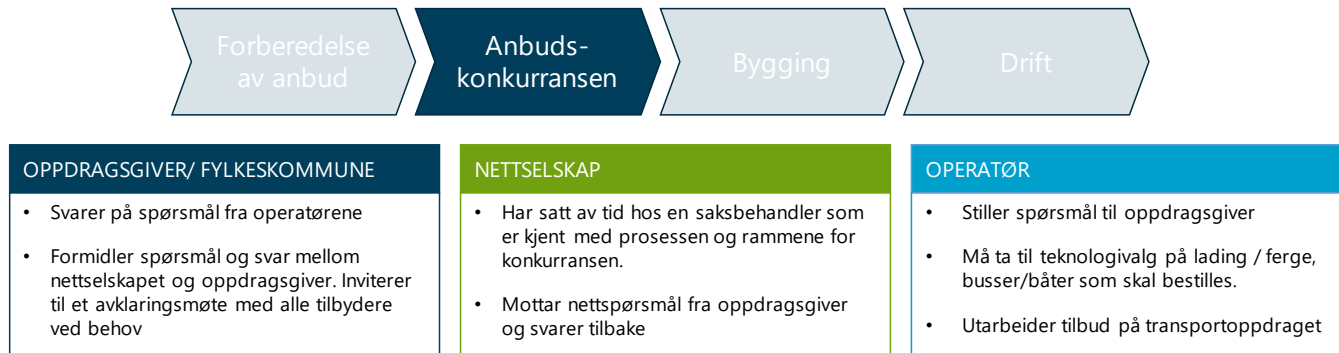 Forberedelse
av anbud
Anbuds-
konkurransen
Bygging
Drift
OPPDRAGSGIVER/ FYLKESKOMMUNE
• Svarer på spørsmål fra operatørene
• Formidler spørsmål og svar mellom
nettselskapet og oppdragsgiver. Inviterer
til et avklaringsmøte med alle tilbydere
ved behov
NETTSELSKAP
• Har satt av tid hos en saksbehandler som
er kjent med prosessen og rammene for
konkurransen.
• Mottar nettspørsmål fra oppdragsgiver
og svarer tilbake
OPERATØR
• Stiller spørsmål til oppdragsgiver
• Må ta til teknologivalg på lading / ferge,
busser/båter som skal bestilles.
• Utarbeider tilbud på transportoppdraget